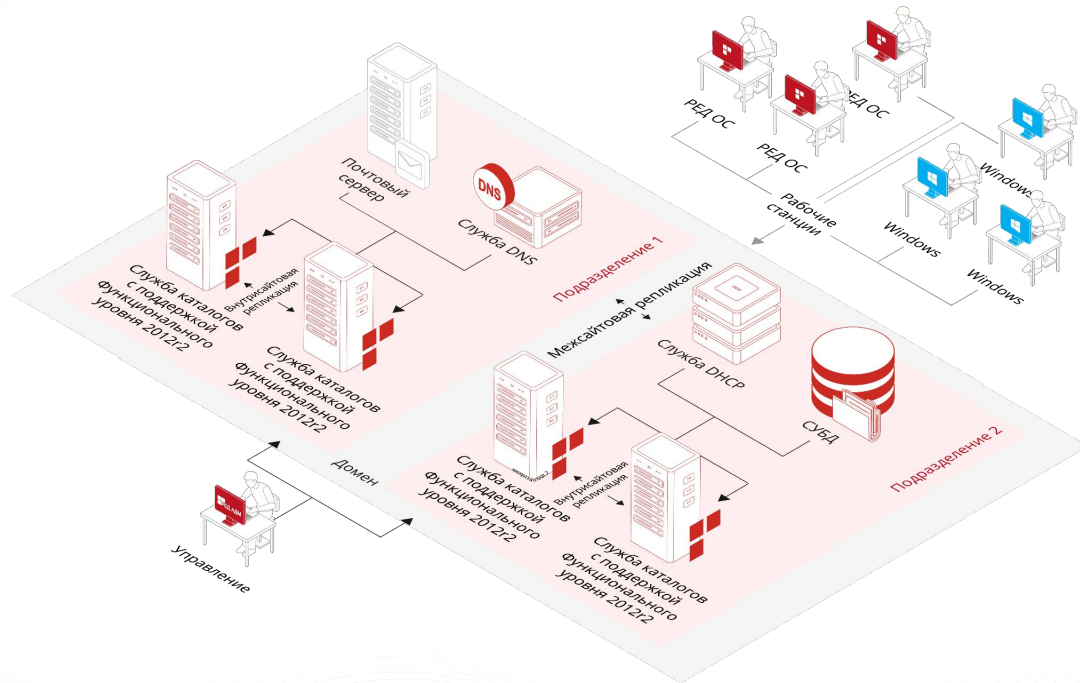 РЕД ОС
РЕД ОС
РЕД ОС
Windows
Windows
Windows
Рабочие
станции
Почтовый
сервер
DNS
Служба DNS
Подразделение 1
Служба каталогов
с поддержкой
Функционального
уровня 2012r2
Внутрисайтовая
репликация
Служба каталогов
с поддержкой
Функционального
уровня 2012r2
Межсайтовая репликация
Служба DHCP
СУБД
Подразделение 2
Служба каталогов
с поддержкой
Функционального
уровня 2012r2
Внутрисайтовая
репликация
Служба каталогов
с поддержкой
Функционального
уровня 2012r2
Домен
Управление